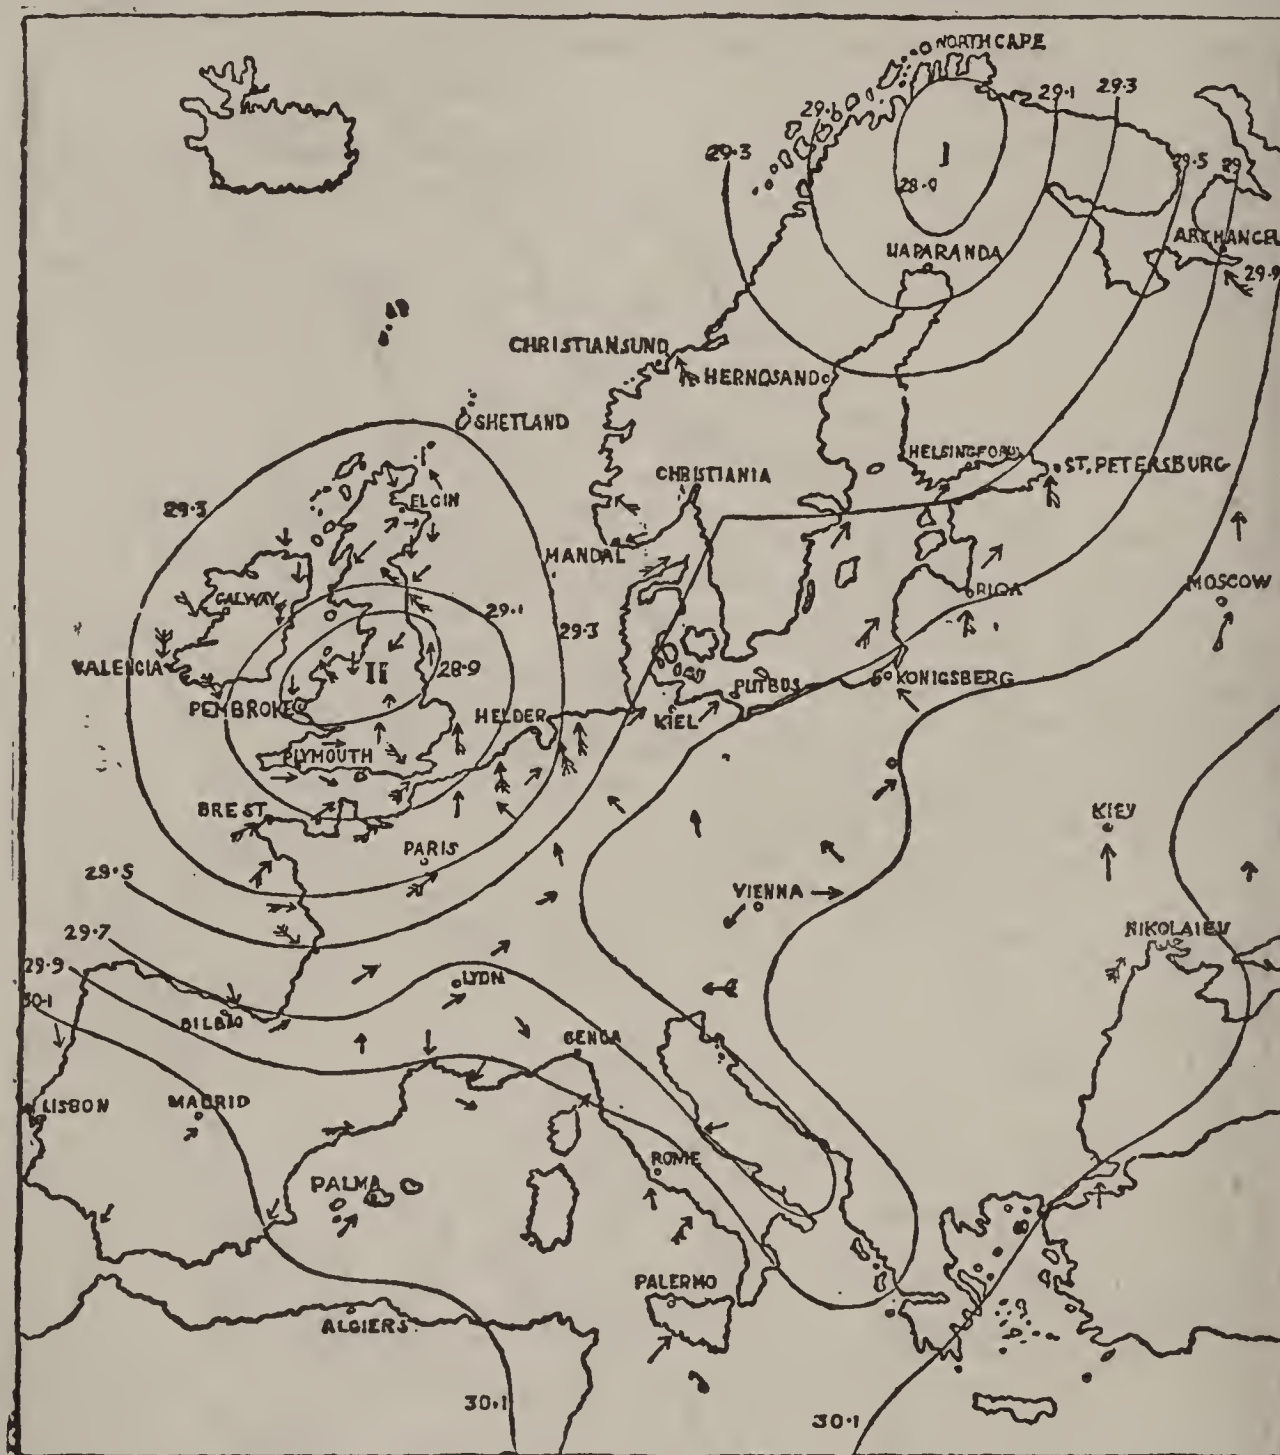 NORTH CAPE
29.1
29.3
29.3
I
28.9
29.5
29
ARCHANGEL
HAPARANDA
29.9
CHRISTIANSUND
HERNOSAND
SHETLAND
HELSINGFORS
ST. PETERSBURG
CHRISTIANIA
ELGIN
29.3
MANDAL
MOSCOW
GALWAY
RIGA
29.1
29.3
VALENCIA
II
28.9
KONIGSBERG
PUTBUS
PEMBROKE
HELDER
KIEL
PLYMOUTH
BREST
KIEV
PARIS
29.5
VIENNA
NIKOLAIEV
29.7
29.9
LYON
30.1
BILBAO
GENOA
LISBON
MADRID
ROME
PALMA
PALERMO
ALGIERS
30.1
30.1